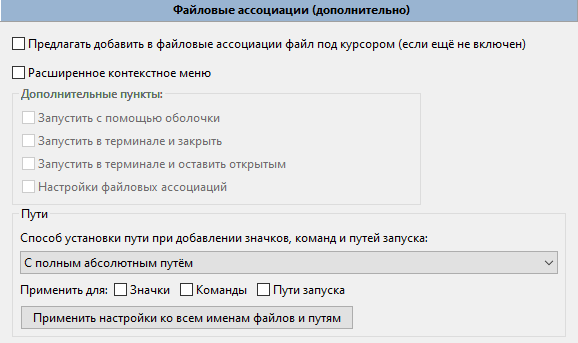 Файловые ассоциации (дополнительно)
Предлагать добавить в файловые ассоциации файл под курсором (если ещё не включен)
Расширенное контекстное меню
Дополнительные пункты:
Запустить с помощью оболочки
Запустить в терминале и закрыть
Запустить в терминале и оставить открытым
Настройки файловых ассоциаций
Пути
Способ установки пути при добавлении значков, команд и путей запуска:
С полным абсолютным путём
Применить для: Значки Команды Пути запуска
Применить настройки ко всем именам файлов и путям